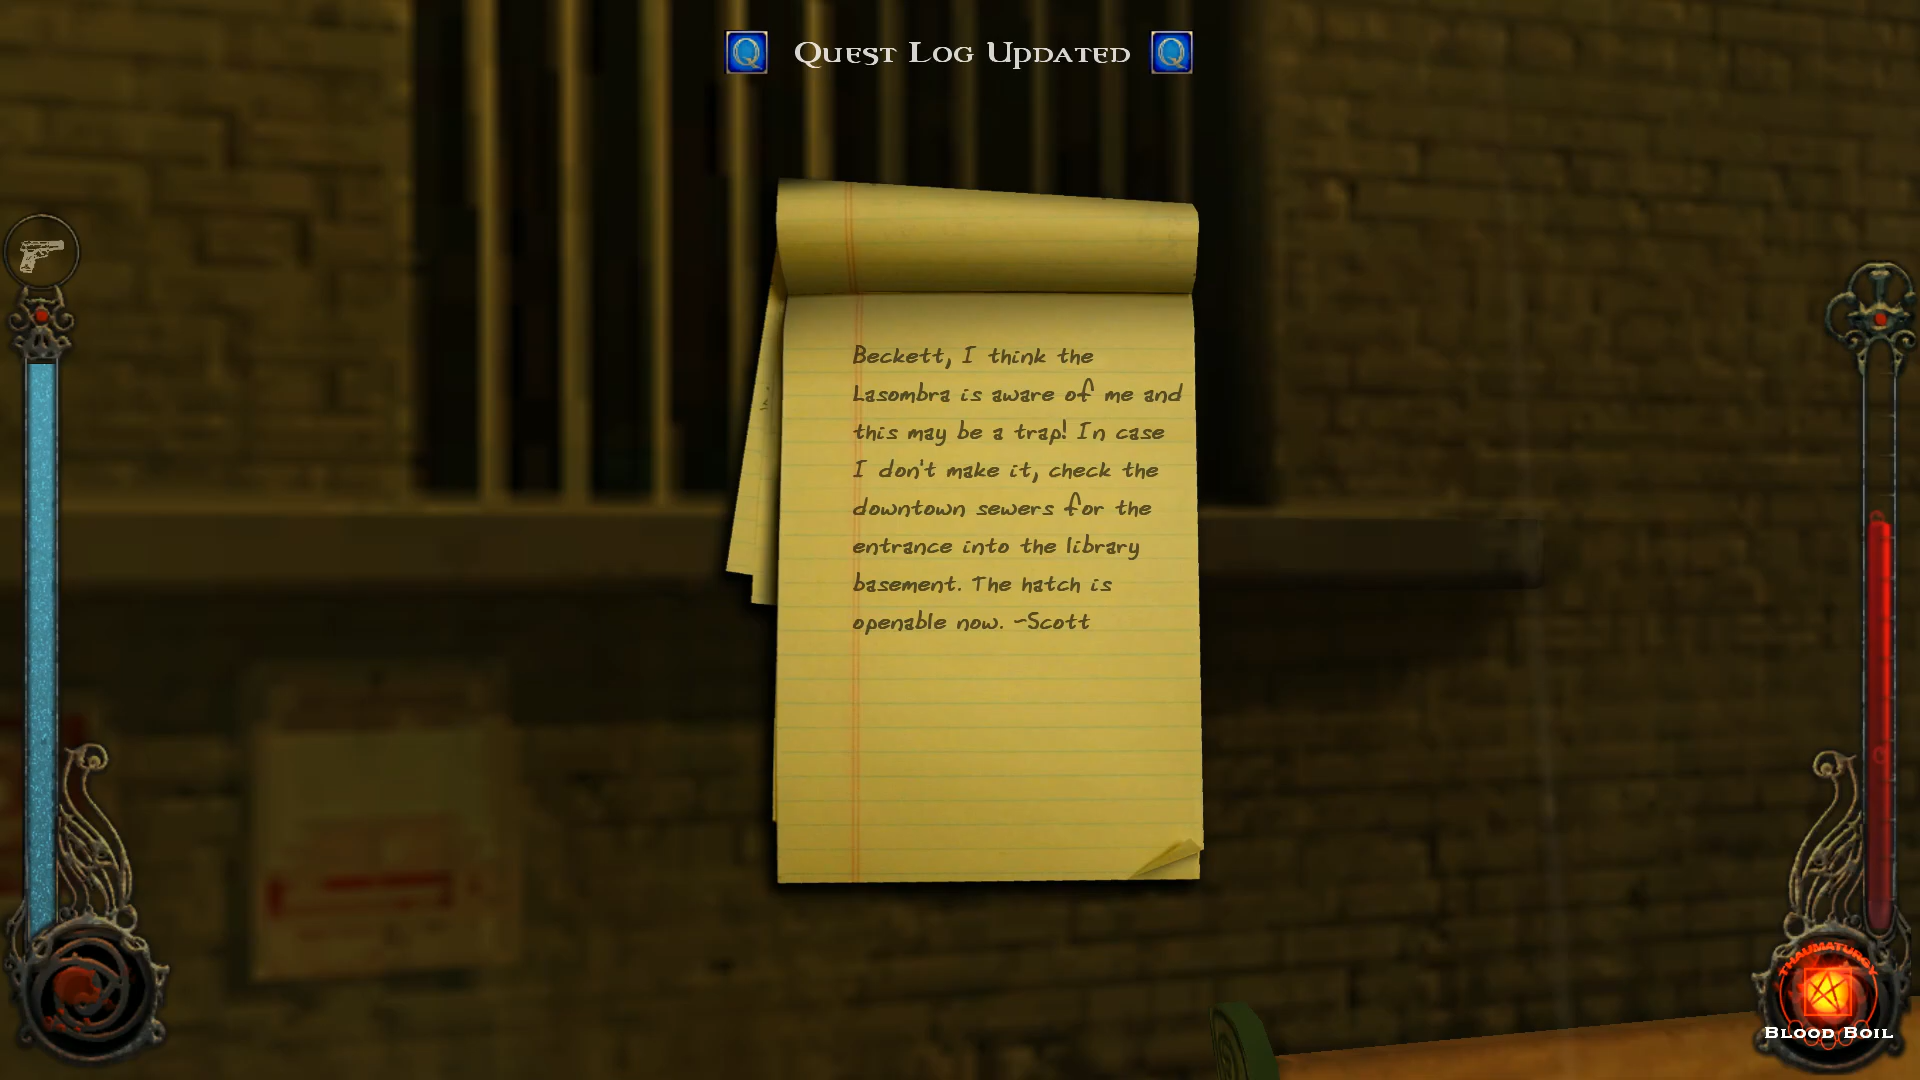 Quest Log Updated
Beckett, I think the
Lasombra is aware of me and
this may be a trap! In case
I don't make it, check the
downtown sewers for the
entrance into the library
basement. The hatch is
openable now. ~Scott
THAUMATURGY
Blood Boil